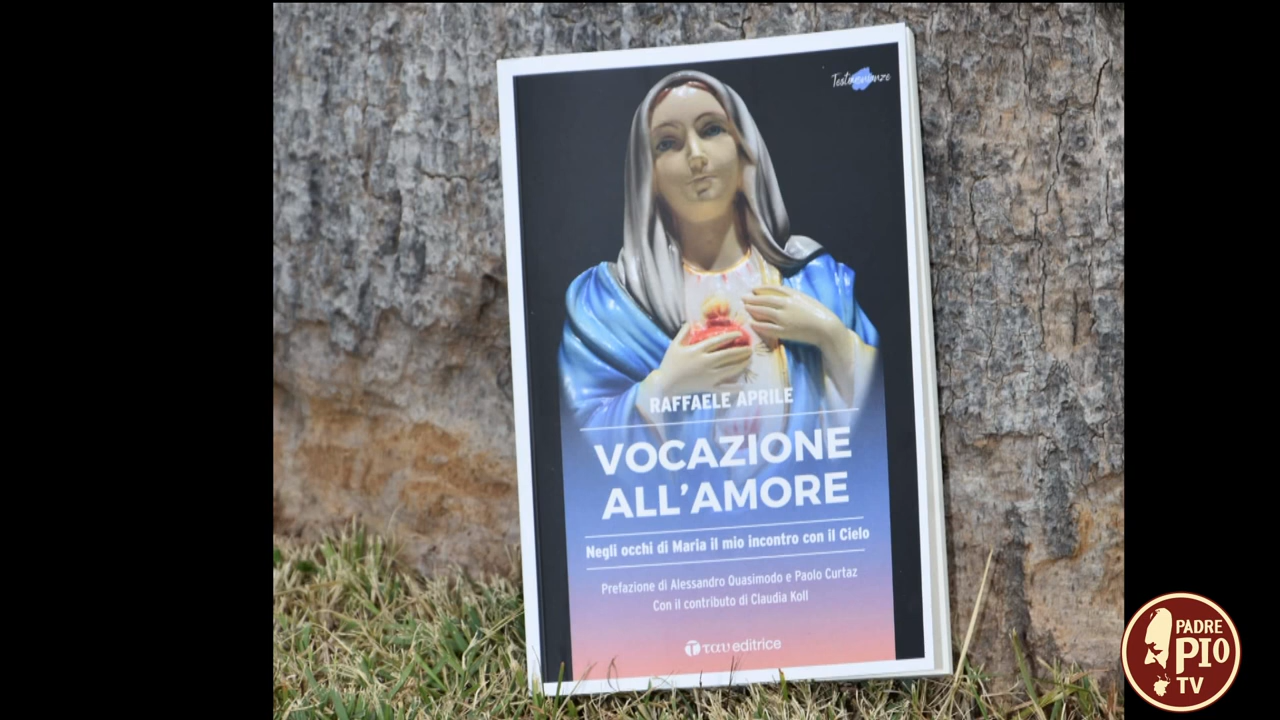 Testimonianze
RAFFAELE APRILE
VOCAZIONE
ALL'AMORE
Negli occhi di Maria il mio incontro con il Cielo
Prefazione di Alessandro Quasimodo e Paolo Curtaz
Con il contributo di Claudia Koll
ταυ editrice
PADRE
PIO
TV